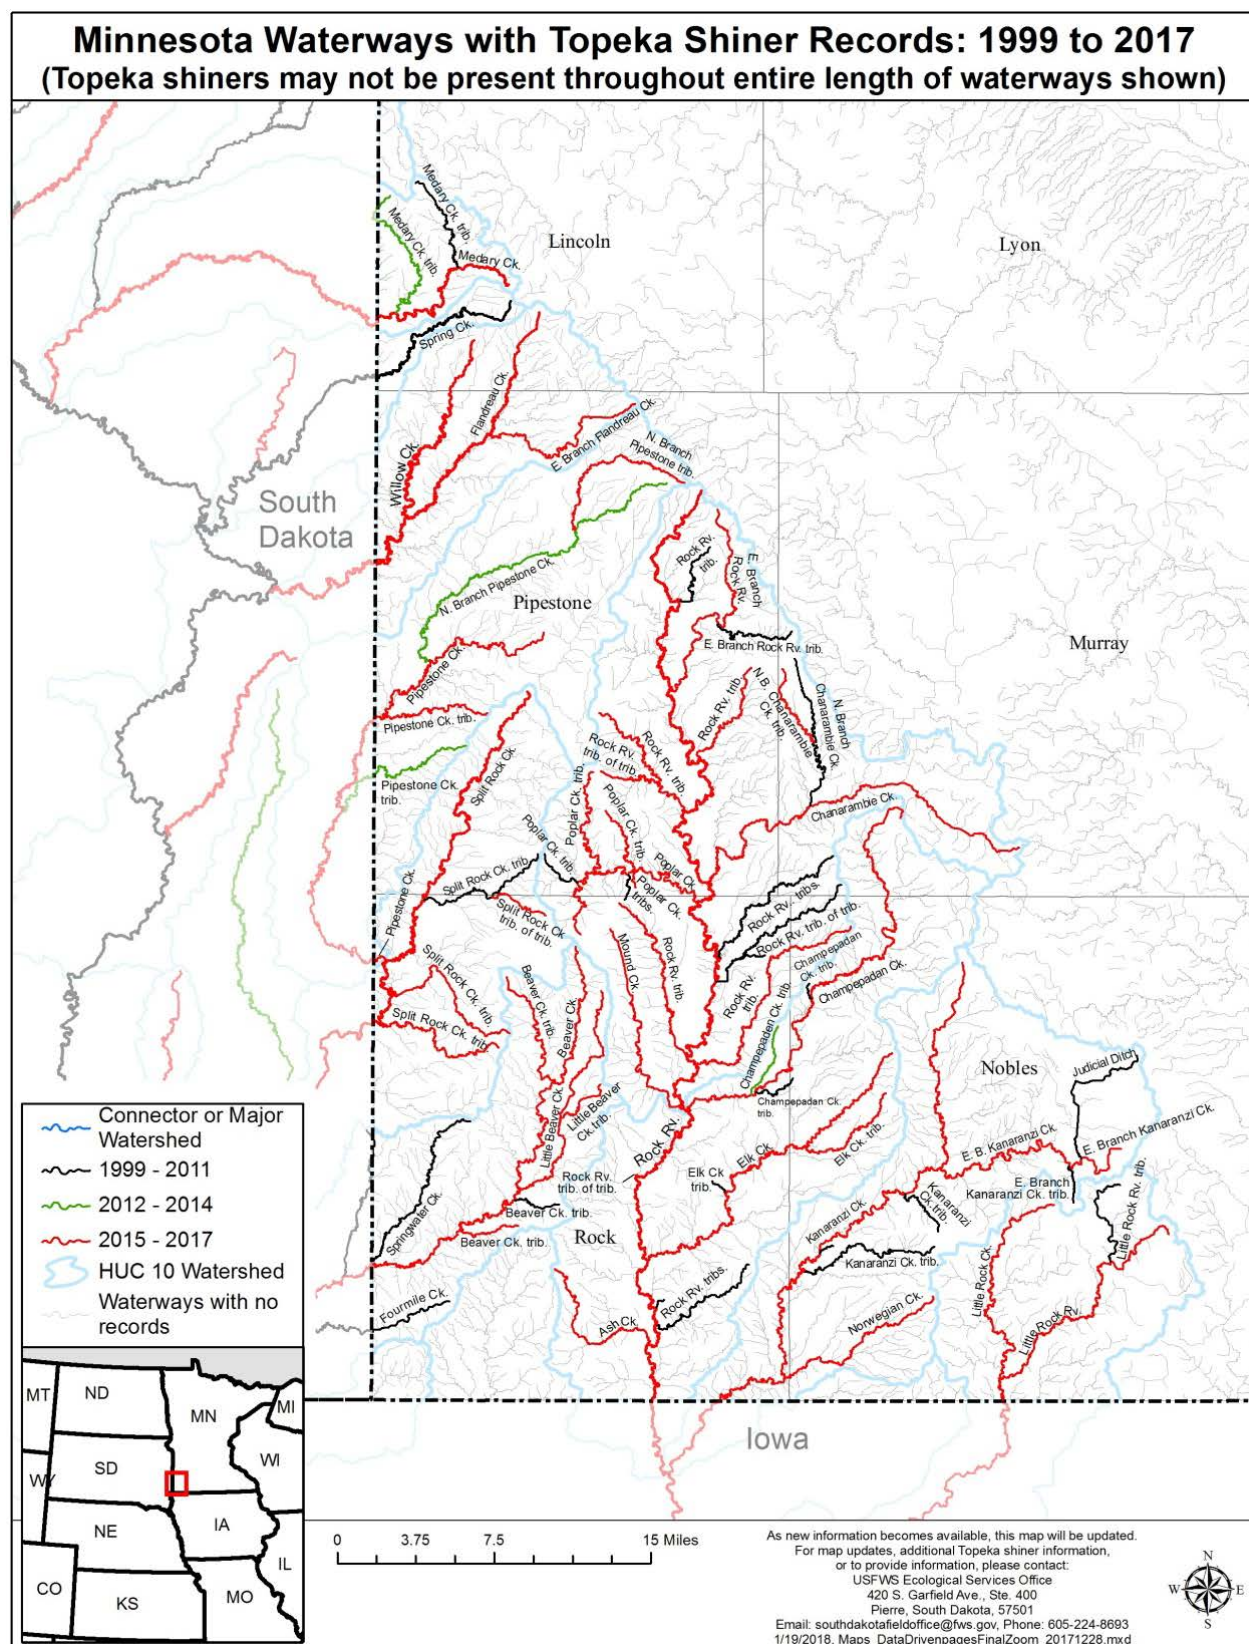 Minnesota Waterways with Topeka Shiner Records: 1999 to 2017
(Topeka shiners may not be present throughout entire length of waterways shown)
Medary Ck. trib.
Medary Ck. trib.
Lincoln
Lyon
Medary Ck.
Spring Ck.
Flandreau Ck.
Willow Ck
E. Branch Flandreau Ck.
N. Branch
Pipestone trib.
South
Dakota
Rock Rv.
trib.
E. Branch
Rock Rv.
N. Branch Pipestone Ck.
Pipestone
E. Branch Rock Rv. trib.
Murray
Pipestone Ck.
Rock Rv. trib.
N.B. Chanarambie
Ck. trib.
N. Branch
Chanarambie Ck.
Pipestone Ck. trib.
Rock Rv.
trib. of trib.
Rock Rv. trib.
Split Rock Ck.
Pipestone Ck.
trib.
Poplar Ck. trib.
Poplar Ck. trib.
Chanarambie Ck.
Poplar Ck. trib.
Poplar Ck.
Split Rock Ck. trib.
Poplar Ck.
tribs.
Pipestone Ck.
Split Rock Ck
trib. of trib.
Rock Rv. tribs.
Rock Rv. trib. of trib.
Mound Ck.
Rock Rv. trib.
Champepadan
Ck. trib.
Split Rock Ck. trib.
Beaver Ck. trib.
Beaver Ck.
Rock Rv.
trib.
Champepadan Ck.
Split Rock Ck. trib.
Champepaden Ck. trib.
Nobles
Judicial Ditch
Little Beaver Ck.
Little Beaver
Ck. trib.
Champepadan Ck.
trib.
Rock Rv.
Elk Ck.
Elk Ck. trib.
E. B. Kanaranzi Ck.
E. Branch Kanaranzi Ck.
Rock Rv.
trib. of trib.
Elk Ck
trib.
E. Branch
Kanaranzi Ck. trib.
Springwater Ck.
Beaver Ck. trib.
Kanaranzi Ck.
Kanaranzi
Ck. trib.
Little Rock Rv. trib.
Beaver Ck. trib.
Rock
Kanaranzi Ck. trib.
Little Rock Ck.
Rock Rv. tribs.
Fourmile Ck.
Ash Ck.
Norwegian Ck.
Little Rock Rv.
Iowa
Connector or Major
Watershed
1999 - 2011
2012 - 2014
2015 - 2017
HUC 10 Watershed
Waterways with no
records
MT
ND
MN
MI
WY
SD
WI
NE
IA
IL
CO
KS
MO
0 3.75 7.5 15 Miles
As new information becomes available, this map will be updated.
For map updates, additional Topeka shiner information,
or to provide information, please contact:
USFWS Ecological Services Office
420 S. Garfield Ave., Ste. 400
Pierre, South Dakota, 57501
Email: southdakotafieldoffice@fws.gov, Phone: 605-224-8693
1/19/2018, Maps_DataDrivenpagesFinalZoom_20171228.mxd
N
W E
S